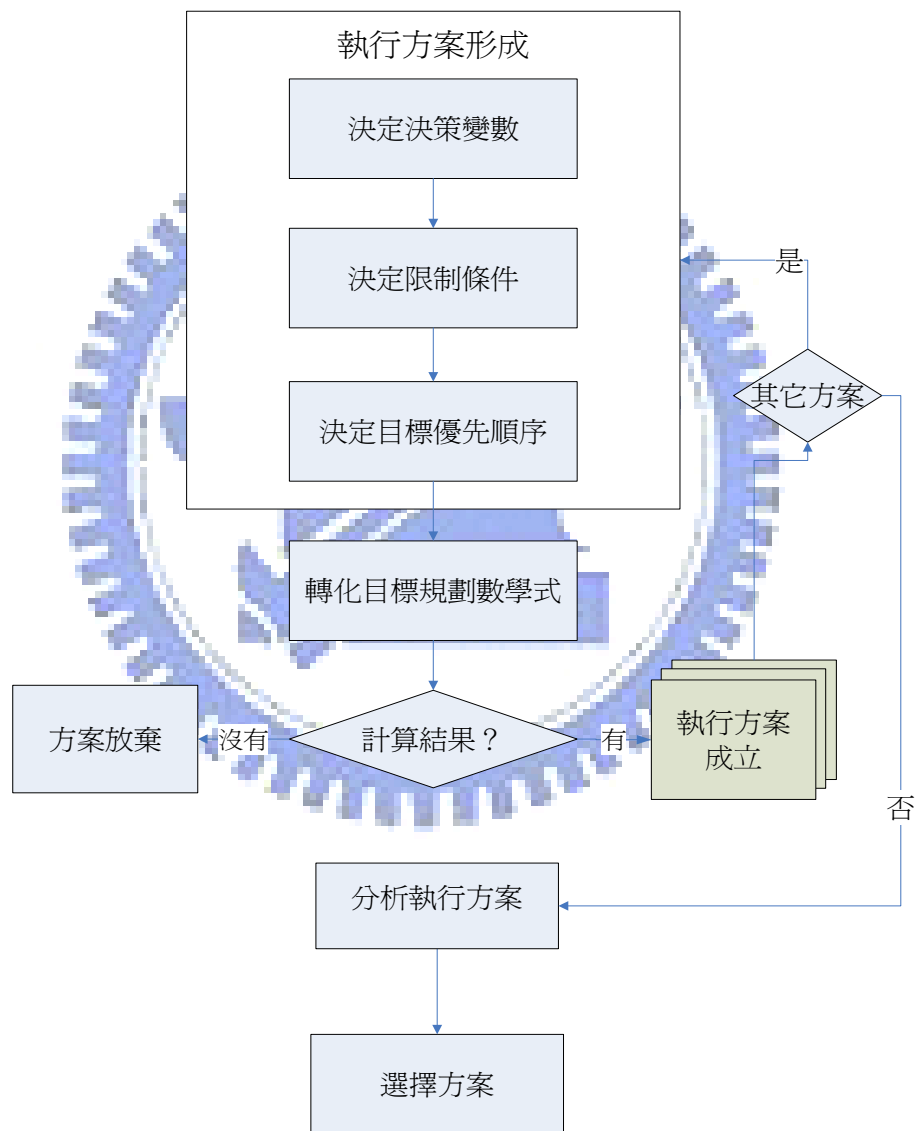 執行方案形成
決定決策變數
決定限制條件
是
其它方案
決定目標優先順序
轉化目標規劃數學式
方案放棄
沒有
計算結果？
有
執行方案
成立
否
分析執行方案
選擇方案